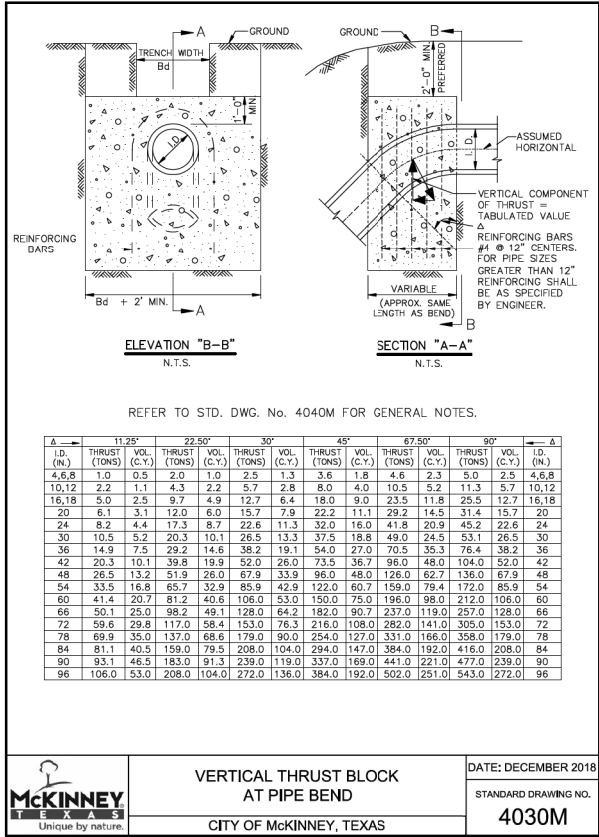 A
GROUND
TRENCH WIDTH
Bd
1'-0"
MIN.
I.D.
REINFORCING
BARS
Bd + 2' MIN.
A
ELEVATION "B-B"
N.T.S.
GROUND
B
2'-0" MIN.
PREFERRED
I. D.
ASSUMED
HORIZONTAL
VERTICAL COMPONENT
OF THRUST =
TABULATED VALUE
Δ
REINFORCING BARS
#4 @ 12" CENTERS.
FOR PIPE SIZES
GREATER THAN 12"
REINFORCING SHALL
BE AS SPECIFIED
BY ENGINEER.
VARIABLE
(APPROX. SAME
LENGTH AS BEND)
B
SECTION "A-A"
N.T.S.
REFER TO STD. DWG. No. 4040M FOR GENERAL NOTES.
Δ → 11.25° 22.50° 30° 45° 67.50° 90° ← Δ
I.D. (IN.) THRUST (TONS) VOL. (C.Y.) THRUST (TONS) VOL. (C.Y.) THRUST (TONS) VOL. (C.Y.) THRUST (TONS) VOL. (C.Y.) THRUST (TONS) VOL. (C.Y.) THRUST (TONS) VOL. (C.Y.) I.D. (IN.)
4,6,8 1.0 0.5 2.0 1.0 2.5 1.3 3.6 1.8 4.6 2.3 5.0 2.5 4,6,8
10,12 2.2 1.1 4.3 2.2 5.7 2.8 8.0 4.0 10.5 5.2 11.3 5.7 10,12
16,18 5.0 2.5 9.7 4.9 12.7 6.4 18.0 9.0 23.5 11.8 25.5 12.7 16,18
20 6.1 3.1 12.0 6.0 15.7 7.9 22.2 11.1 29.2 14.5 31.4 15.7 20
24 8.2 4.4 17.3 8.7 22.6 11.3 32.0 16.0 41.8 20.9 45.2 22.6 24
30 10.5 5.2 20.3 10.1 26.5 13.3 37.5 18.8 49.0 24.5 53.1 26.5 30
36 14.9 7.5 29.2 14.6 38.2 19.1 54.0 27.0 70.5 35.3 76.4 38.2 36
42 20.3 10.1 39.8 19.9 52.0 26.0 73.5 36.7 96.0 48.0 104.0 52.0 42
48 26.5 13.2 51.9 26.0 67.9 33.9 96.0 48.0 126.0 62.7 136.0 67.9 48
54 33.5 16.8 65.7 32.9 85.9 42.9 122.0 60.7 159.0 79.4 172.0 85.9 54
60 41.4 20.7 81.2 40.6 106.0 53.0 150.0 75.0 196.0 98.0 212.0 106.0 60
66 50.1 25.0 98.2 49.1 128.0 64.2 182.0 90.7 237.0 119.0 257.0 128.0 66
72 59.6 29.8 117.0 58.4 153.0 76.3 216.0 108.0 282.0 141.0 305.0 153.0 72
78 69.9 35.0 137.0 68.6 179.0 90.0 254.0 127.0 331.0 166.0 358.0 179.0 78
84 81.1 40.5 159.0 79.5 208.0 104.0 294.0 147.0 384.0 192.0 416.0 208.0 84
90 93.1 46.5 183.0 91.3 239.0 119.0 337.0 169.0 441.0 221.0 477.0 239.0 90
96 106.0 53.0 208.0 104.0 272.0 136.0 384.0 192.0 502.0 251.0 543.0 272.0 96
McKINNEY
TEXAS
Unique by nature.
VERTICAL THRUST BLOCK
AT PIPE BEND
CITY OF McKINNEY, TEXAS
DATE: DECEMBER 2018
STANDARD DRAWING NO.
4030M